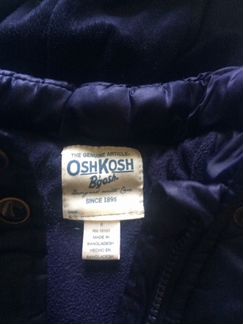 THE GENUINE ARTICLE
OSHKOSH
B'gosh
SINCE 1895
MADE IN
BANGLADESH
HECHO EN
BANGLADESH